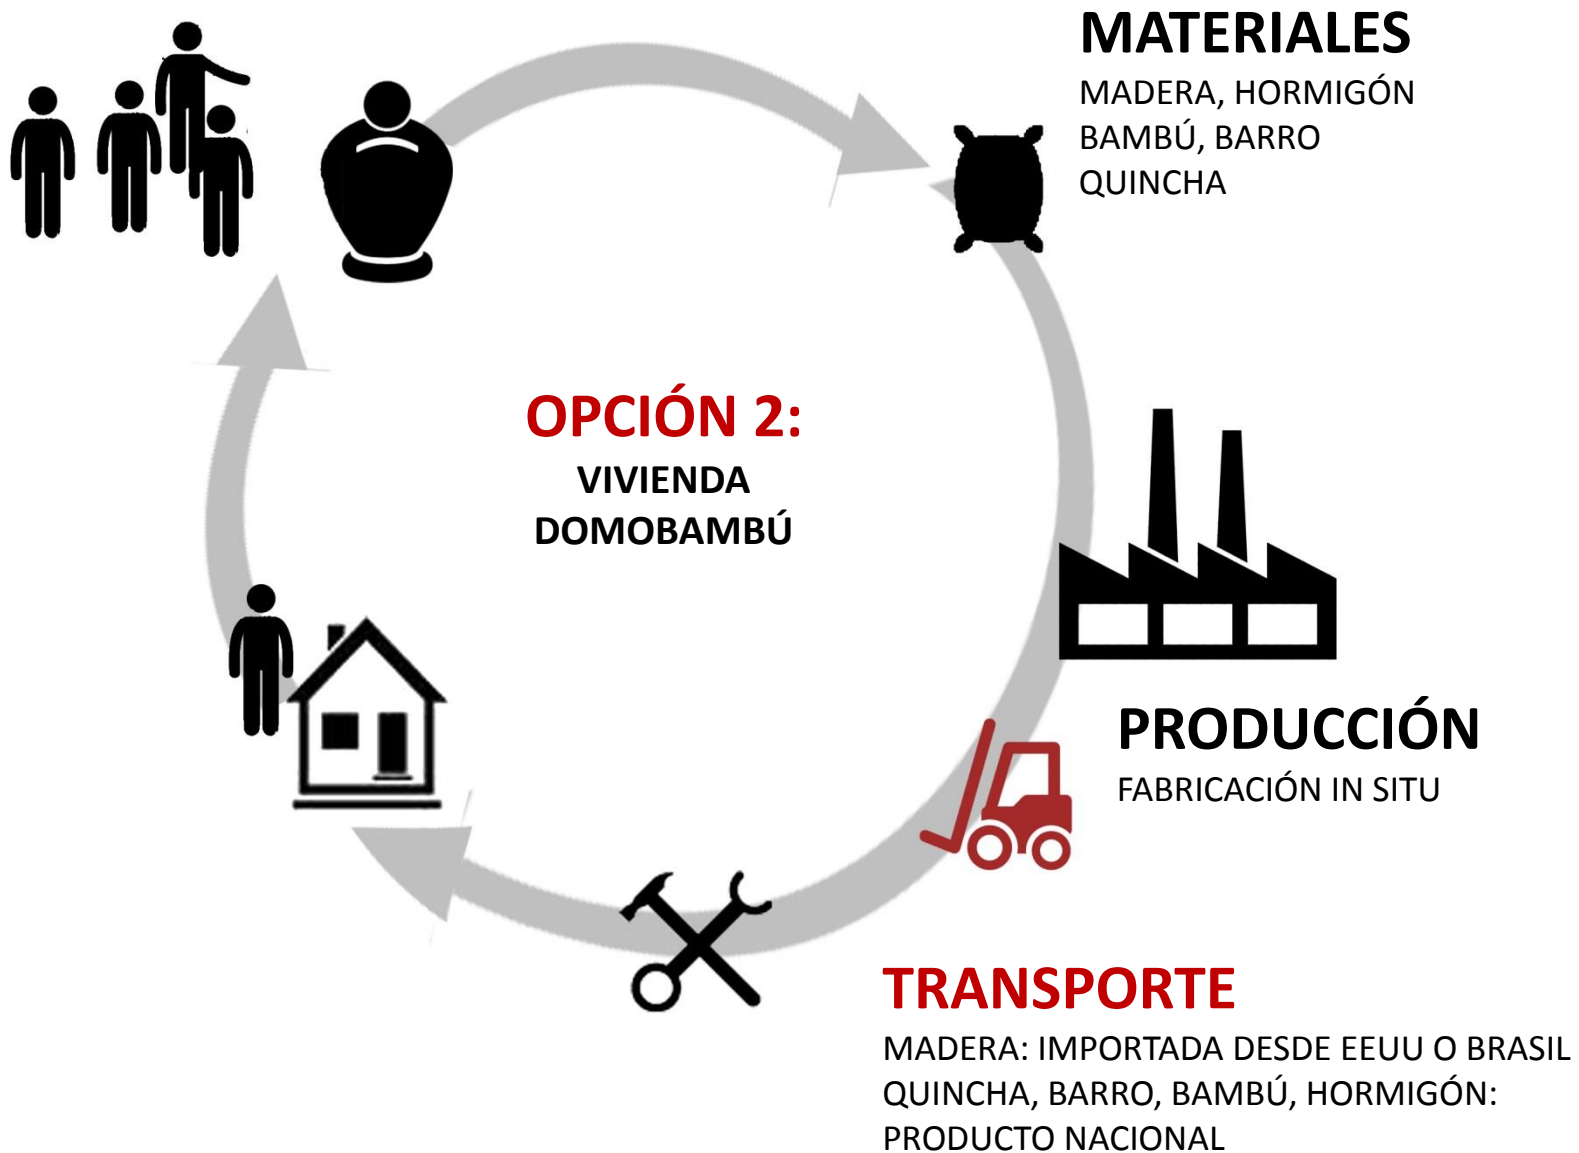 MATERIALES
MADERA, HORMIGÓN
BAMBÚ, BARRO
QUINCHA
OPCIÓN 2:
VIVIENDA
DOMOBAMBÚ
PRODUCCIÓN
FABRICACIÓN IN SITU
TRANSPORTE
MADERA: IMPORTADA DESDE EEUU O BRASIL
QUINCHA, BARRO, BAMBÚ, HORMIGÓN:
PRODUCTO NACIONAL